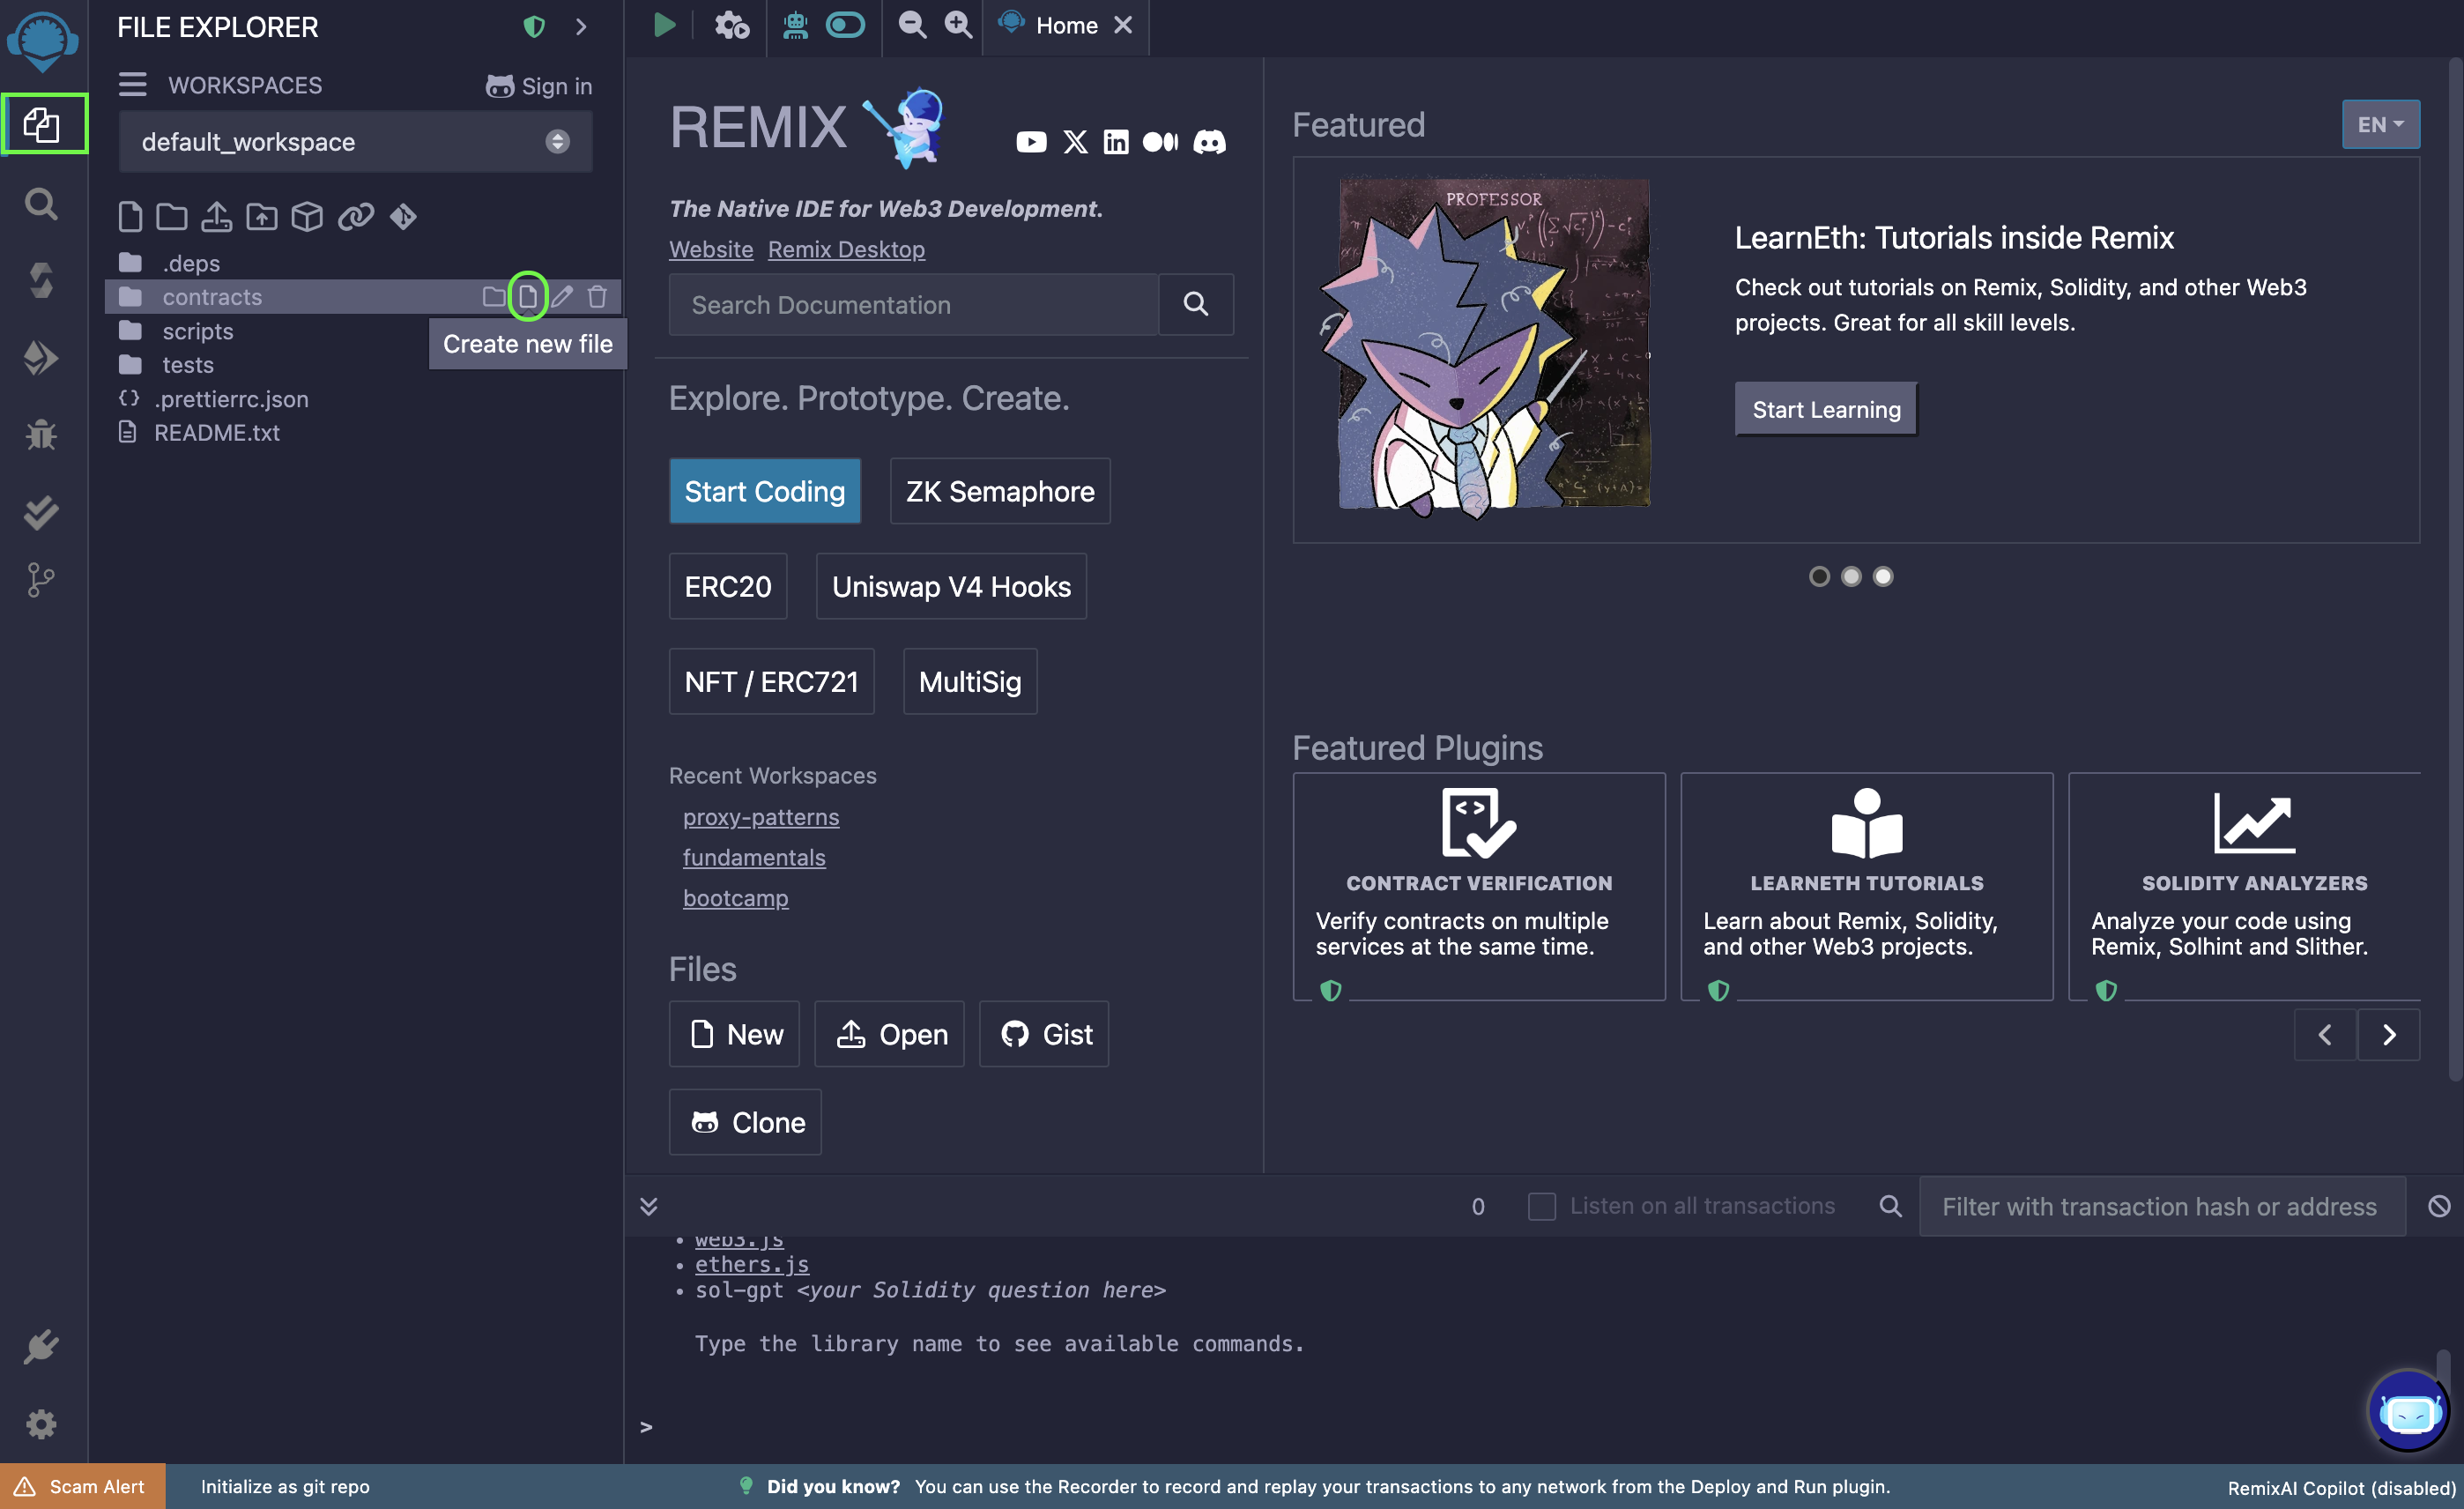 FILE EXPLORER
WORKSPACES
Sign in
default_workspace
.deps
contracts
scripts
tests
.prettierrc.json
README.txt
Create new file
Home
REMIX
The Native IDE for Web3 Development.
Website Remix Desktop
Search Documentation
Explore. Prototype. Create.
Start Coding
ZK Semaphore
ERC20
Uniswap V4 Hooks
NFT / ERC721
MultiSig
Recent Workspaces
proxy-patterns
fundamentals
bootcamp
Files
New
Open
Gist
Clone
Featured
EN
PROFESSOR
LearnEth: Tutorials inside Remix
Check out tutorials on Remix, Solidity, and other Web3
projects. Great for all skill levels.
Start Learning
Featured Plugins
CONTRACT VERIFICATION
Verify contracts on multiple
services at the same time.
LEARNETH TUTORIALS
Learn about Remix, Solidity,
and other Web3 projects.
SOLIDITY ANALYZERS
Analyze your code using
Remix, Solhint and Slither.
0
Listen on all transactions
Filter with transaction hash or address
• web3.js
• ethers.js
• sol-gpt <your Solidity question here>
Type the library name to see available commands.
>
Scam Alert
Initialize as git repo
Did you know? You can use the Recorder to record and replay your transactions to any network from the Deploy and Run plugin.
RemixAI Copilot (disabled)